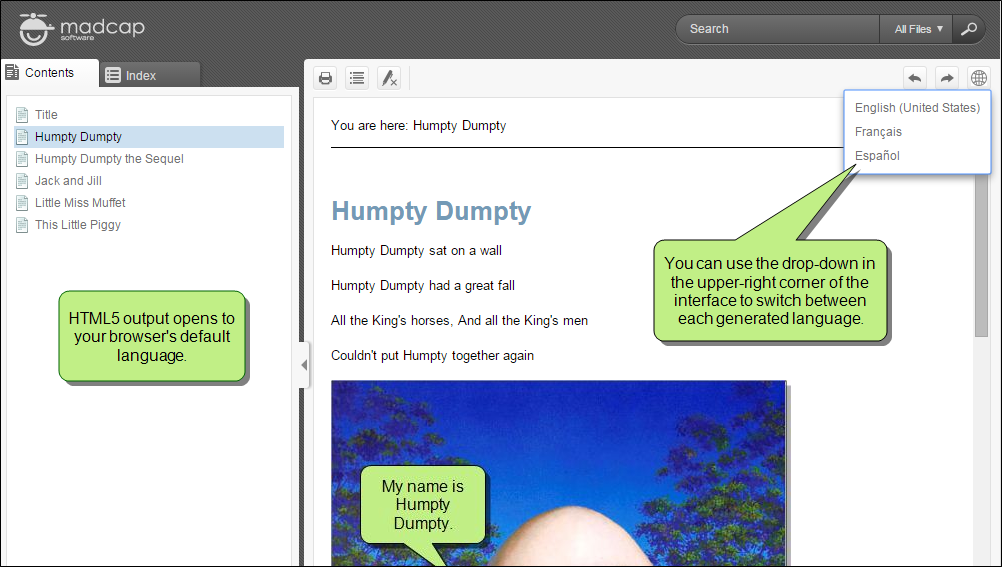 madcap
software
Search
All Files ▾
Contents
Index
Title
Humpty Dumpty
Humpty Dumpty the Sequel
Jack and Jill
Little Miss Muffet
This Little Piggy
HTML5 output opens to
your browser's default
language.
English (United States)
Français
Español
You are here: Humpty Dumpty
Humpty Dumpty
Humpty Dumpty sat on a wall
Humpty Dumpty had a great fall
All the King's horses, And all the King's men
Couldn't put Humpty together again
You can use the drop-down in
the upper-right corner of the
interface to switch between
each generated language.
My name is
Humpty
Dumpty.